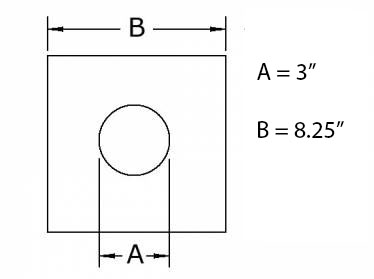 B
A = 3”
B = 8.25”
A